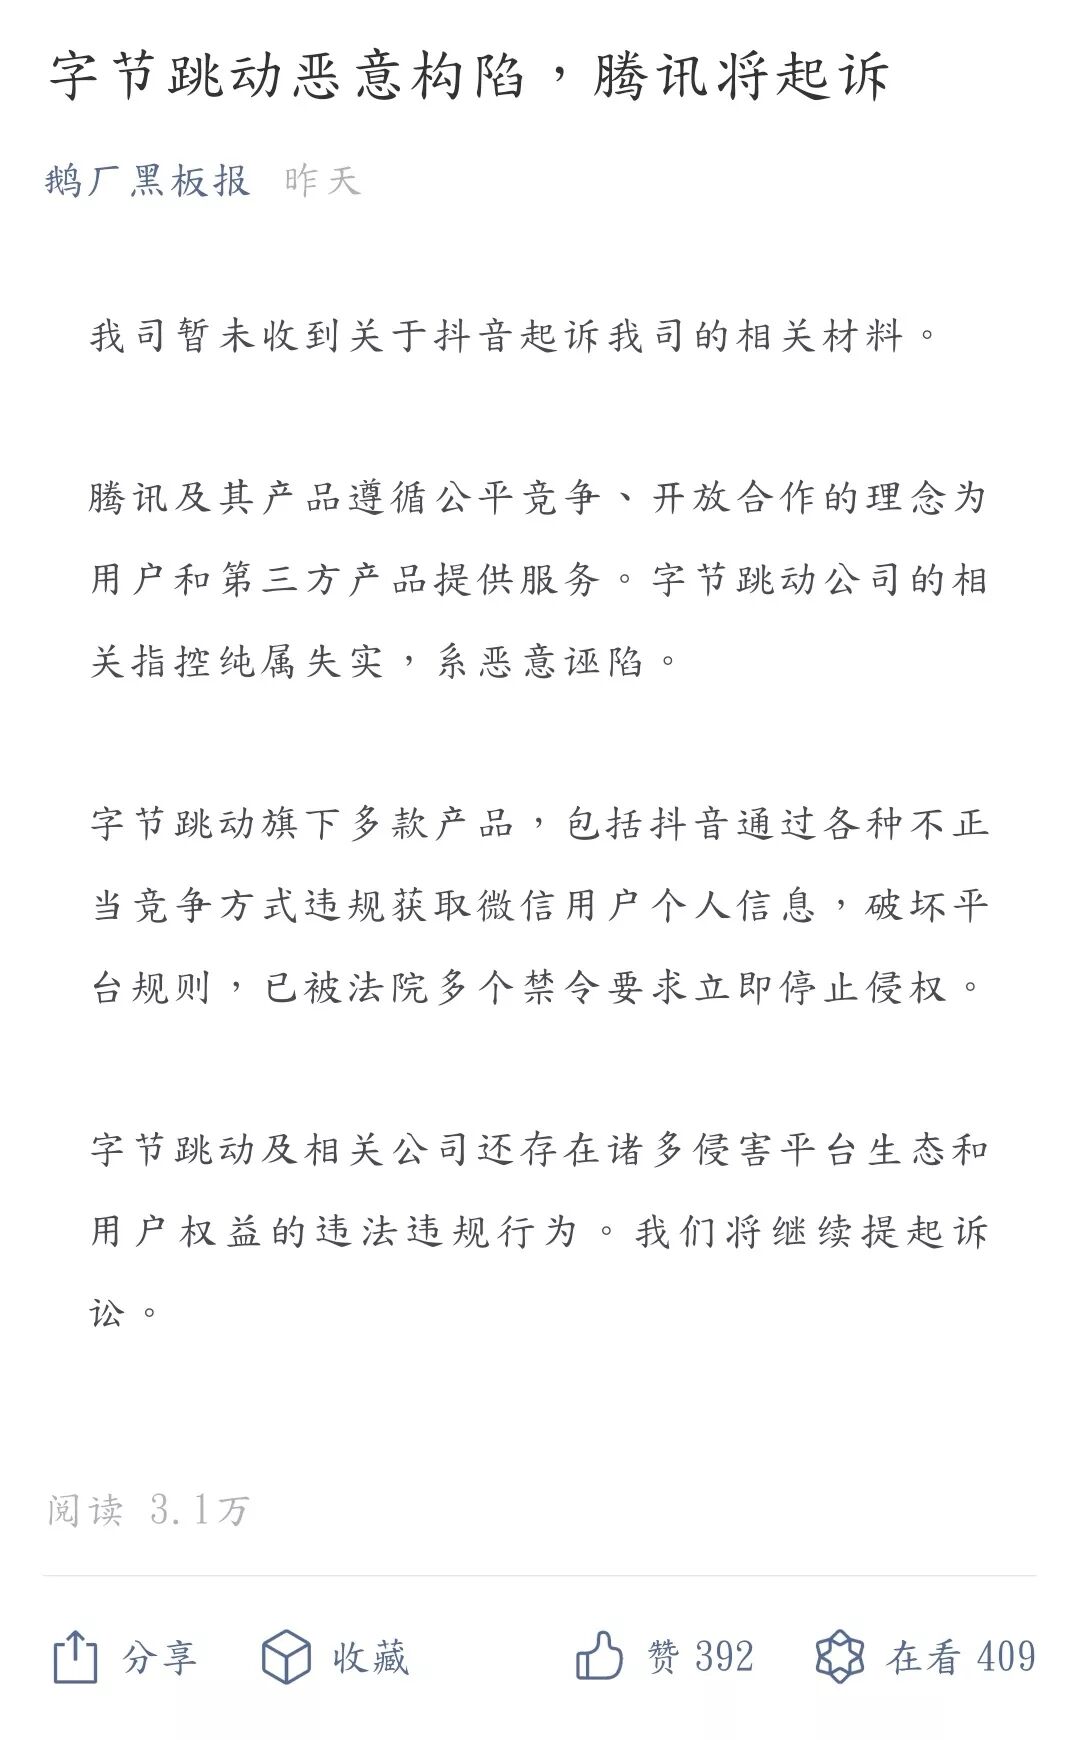 字节跳动恶意构陷，腾讯将起诉
鹅厂黑板报 昨天
我司暂未收到关于抖音起诉我司的相关材料。
腾讯及其产品遵循公平竞争、开放合作的理念为
用户和第三方产品提供服务。字节跳动公司的相
关指控纯属失实，系恶意诬陷。
字节跳动旗下多款产品，包括抖音通过各种不正
当竞争方式违规获取微信用户个人信息，破坏平
台规则，已被法院多个禁令要求立即停止侵权。
字节跳动及相关公司还存在诸多侵害平台生态和
用户权益的违法违规行为。我们将继续提起诉
讼。
阅读 3.1万
分享 收藏 赞 392 在看 409